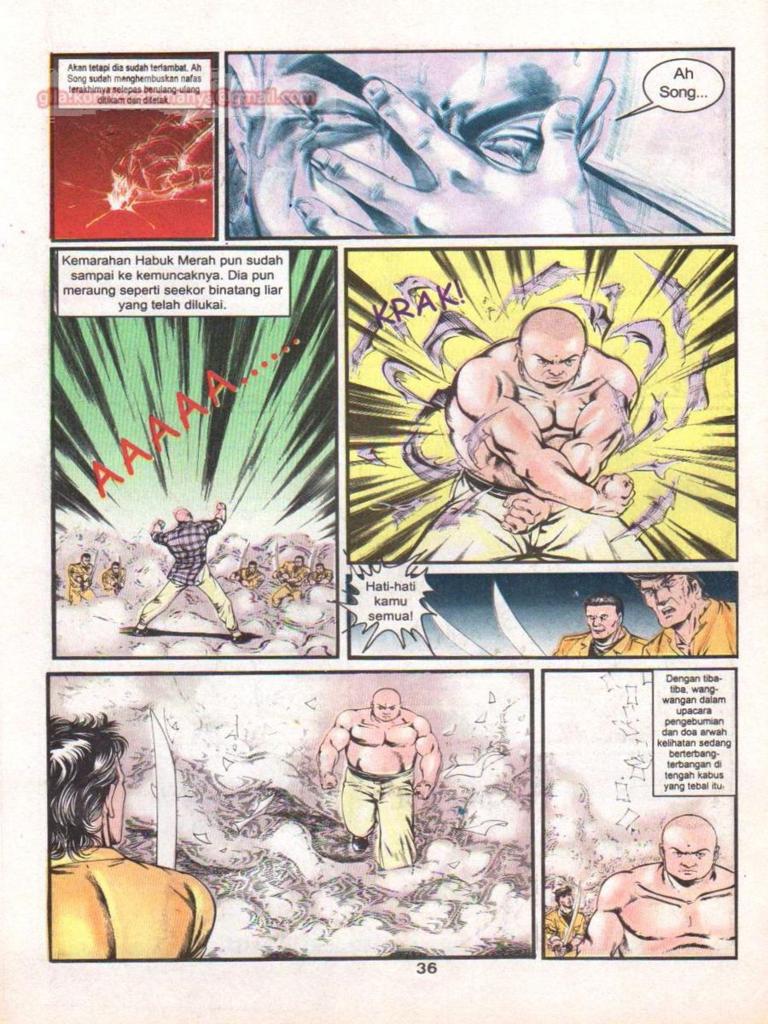 Akan tetapi dia sudah terlambat. Ah
Song sudah menghembuskan nafas
terakhirnya selepas berulang-ulang
ditikam dan ditetak.
Ah
Song...
Kemarahan Habuk Merah pun sudah
sampai ke kemuncaknya. Dia pun
meraung seperti seekor binatang liar
yang telah dilukai.
AAAAA......
KRAK!
Hati-hati
kamu
semua!
Dengan tiba-
tiba, wang-
wangan dalam
upacara
pengebumian
dan doa arwah
kelihatan sedang
berterbang-
terbangan di
tengah kabus
yang tebal itu.
36